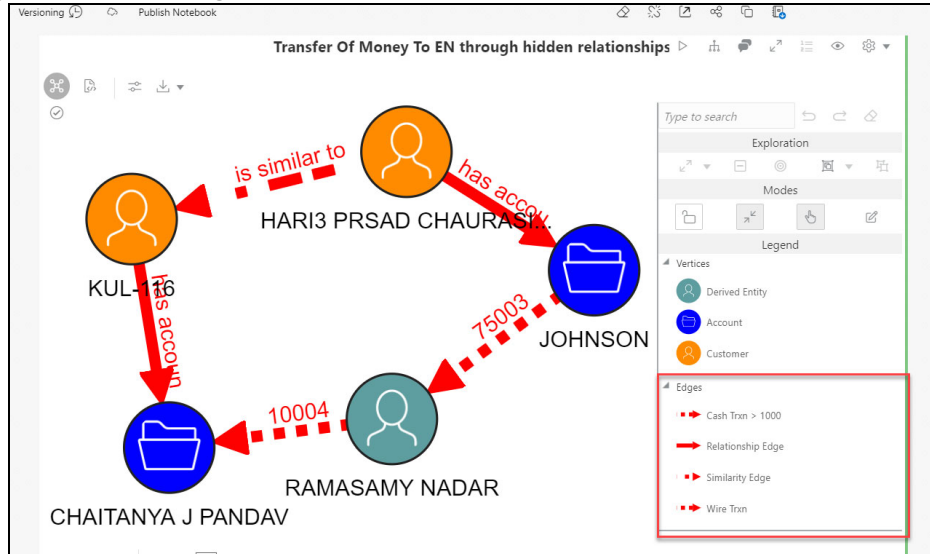 Versioning
Publish Notebook
Transfer Of Money To EN through hidden relationships
Type to search
Exploration
Modes
Legend
Vertices
Derived Entity
Account
Customer
Edges
Cash Trxn > 1000
Relationship Edge
Similarity Edge
Wire Trxn
is similar to
has accou
HARI3 PRSAD CHAURASI...
KUL-116
has accoun
75003
JOHNSON
10004
RAMASAMY NADAR
CHAITANYA J PANDAV